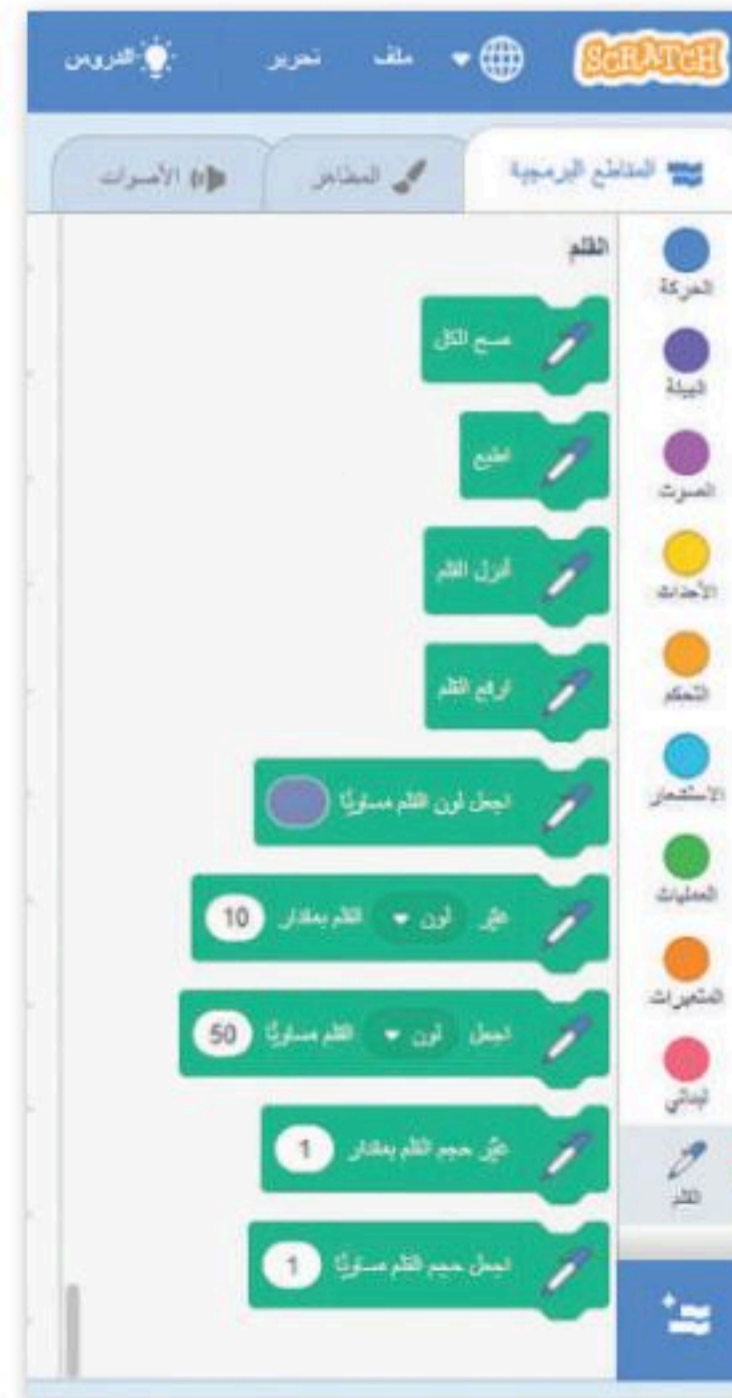 SCRATCH ملف تحرير الدروس
المقاطع البرمجية المظاهر الأصوات
القلم
مسح الكل
اطبع
أنزل القلم
ارفع القلم
اجعل لون القلم مساويًا
غيِّر لون القلم بمقدار 10
اجعل لون القلم مساويًا 50
غيِّر حجم القلم بمقدار 1
اجعل حجم القلم مساويًا 1
الحركة
الهيئة
الصوت
الأحداث
التحكم
الاستشعار
العمليات
المتغيرات
لبناتي
القلم